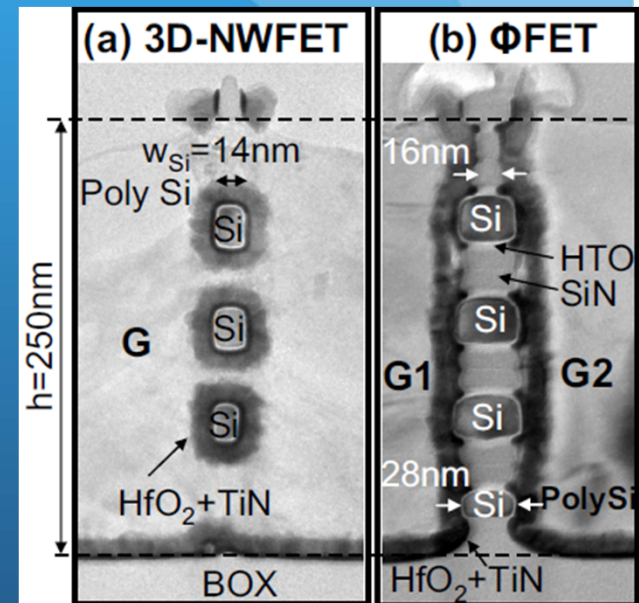 (a) 3D-NWFET
wSi=14nm
Poly Si
Si
Si
Si
G
h=250nm
HfO2+TiN
BOX
(b) ΦFET
16nm
Si
HTO
SiN
Si
G1
G2
Si
28nm
Si
PolySi
HfO2+TiN